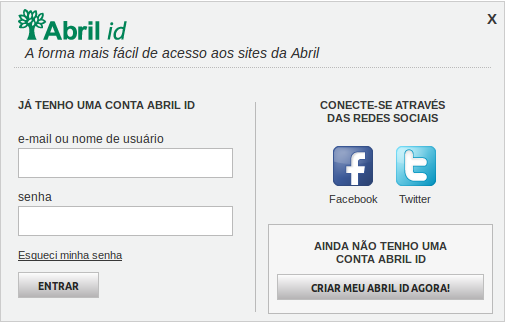 Abril id
X
A forma mais fácil de acesso aos sites da Abril
JÁ TENHO UMA CONTA ABRIL ID
e-mail ou nome de usuário
senha
Esqueci minha senha
ENTRAR
CONECTE-SE ATRAVÉS
DAS REDES SOCIAIS
Facebook
Twitter
AINDA NÃO TENHO UMA
CONTA ABRIL ID
CRIAR MEU ABRIL ID AGORA!